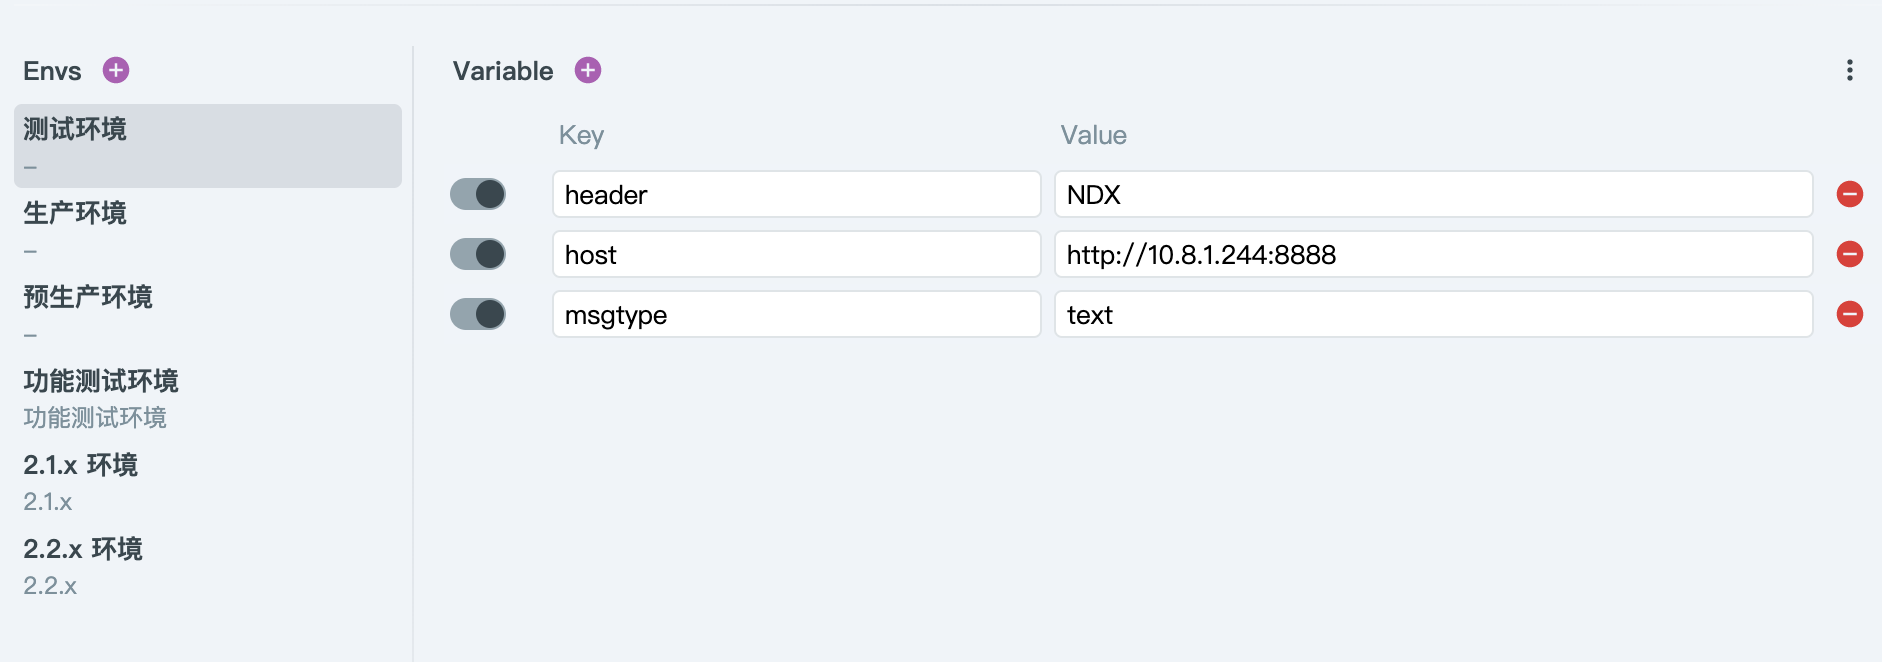 Envs
测试环境
–
生产环境
–
预生产环境
–
功能测试环境
功能测试环境
2.1.x 环境
2.1.x
2.2.x 环境
2.2.x
Variable
Key Value
header NDX
host http://10.8.1.244:8888
msgtype text